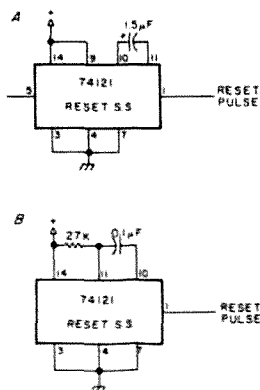 A
+
1.5µF
+
14 9 10 11
74121
5 1 RESET PULSE
RESET S.S.
3 4 7
B
+
27K 0.1µF
14 11 10
74121
1 RESET PULSE
RESET S.S.
3 4 7